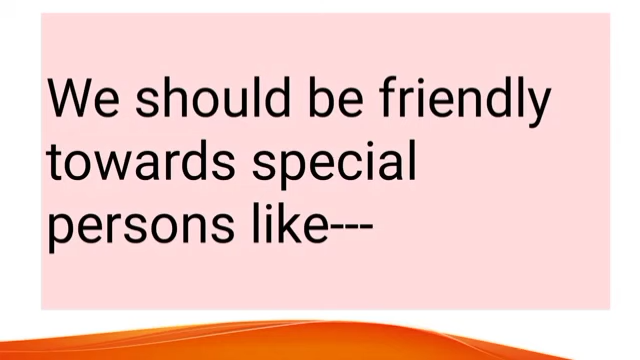 We should be friendly
towards special
persons like---